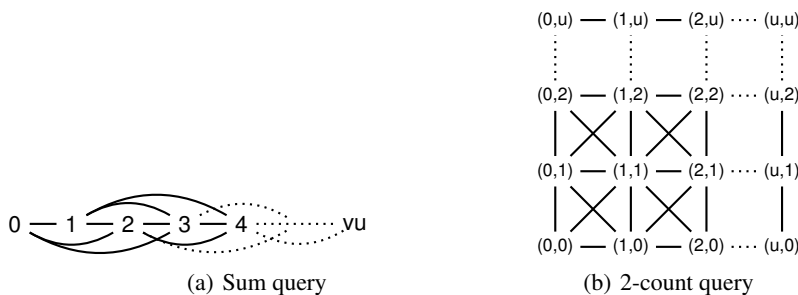 (0,u) (1,u) (2,u) (u,u)
(0,2) (1,2) (2,2) (u,2)
(0,1) (1,1) (2,1) (u,1)
0 1 2 3 4 vu
(0,0) (1,0) (2,0) (u,0)
(a) Sum query
(b) 2-count query